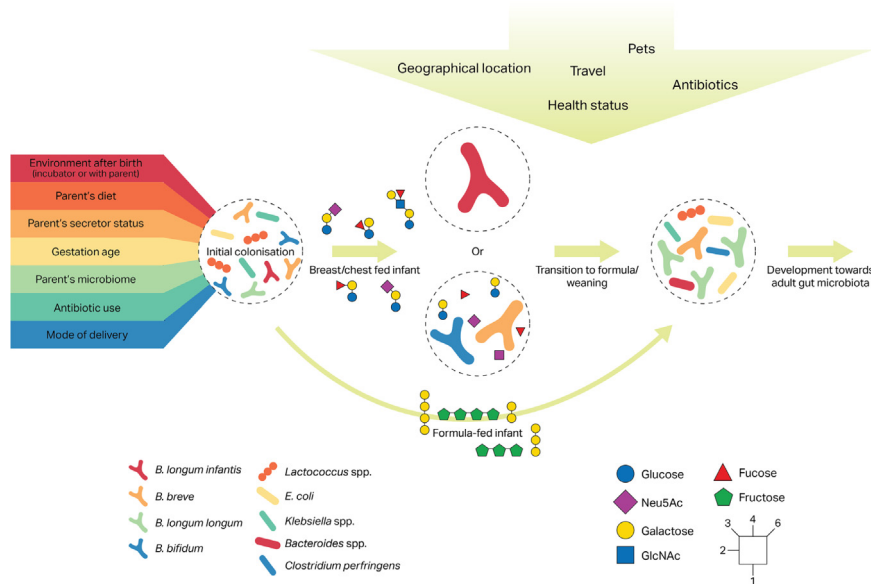 Pets
Geographical location
Travel
Antibiotics
Health status
Environment after birth
(incubator or with parent)
Parent's diet
Parent's secretor status
Gestation age
Parent's microbiome
Antibiotic use
Mode of delivery
Initial colonisation
Breast/chest fed infant
Or
Transition to formula/
weaning
Development towards
adult gut microbiota
Formula-fed infant
B. longum infantis
B. breve
B. longum longum
B. bifidum
Lactococcus spp.
E. coli
Klebsiella spp.
Bacteroides spp.
Clostridium perfringens
Glucose
Neu5Ac
Galactose
GlcNAc
Fucose
Fructose
3 4 6
2
1